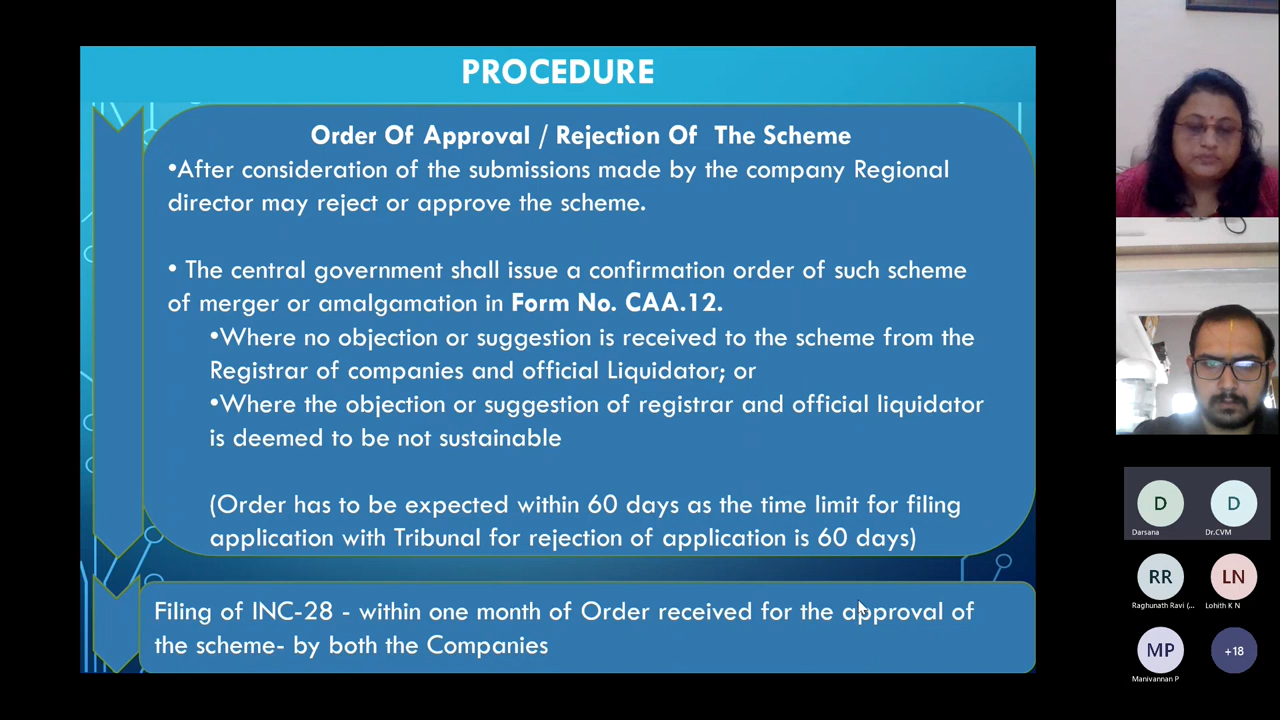 PROCEDURE
Order Of Approval / Rejection Of The Scheme
•After consideration of the submissions made by the company Regional
director may reject or approve the scheme.
• The central government shall issue a confirmation order of such scheme
of merger or amalgamation in Form No. CAA.12.
•Where no objection or suggestion is received to the scheme from the
Registrar of companies and official Liquidator; or
•Where the objection or suggestion of registrar and official liquidator
is deemed to be not sustainable
(Order has to be expected within 60 days as the time limit for filing
application with Tribunal for rejection of application is 60 days)
Filing of INC-28 - within one month of Order received for the approval of
the scheme- by both the Companies
D
D
Darsana
Dr.CVM
RR
LN
Raghunath Ravi (...
Lohith K N
MP
+18
Manivannan P